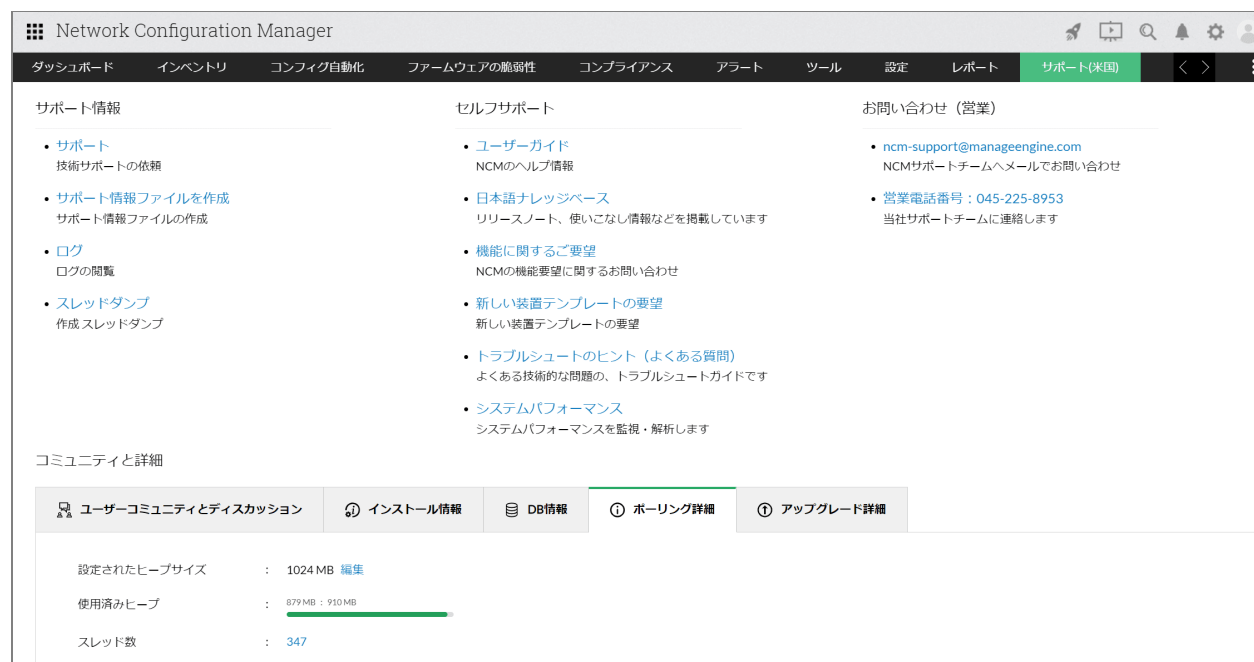 Network Configuration Manager
ダッシュボード インベントリ コンフィグ自動化 ファームウェアの脆弱性 コンプライアンス アラート ツール 設定 レポート サポート(米国)
サポート情報
サポート
技術サポートの依頼
サポート情報ファイルを作成
サポート情報ファイルの作成
ログ
ログの閲覧
スレッドダンプ
作成 スレッドダンプ
セルフサポート
ユーザーガイド
NCMのヘルプ情報
日本語ナレッジベース
リリースノート、使いこなし情報などを掲載しています
機能に関するご要望
NCMの機能要望に関するお問い合わせ
新しい装置テンプレートの要望
新しい装置テンプレートの要望
トラブルシュートのヒント（よくある質問）
よくある技術的な問題の、トラブルシュートガイドです
システムパフォーマンス
システムパフォーマンスを監視・解析します
お問い合わせ（営業）
ncm-support@manageengine.com
NCMサポートチームへメールでお問い合わせ
営業電話番号：045-225-8953
当社サポートチームに連絡します
コミュニティと詳細
ユーザーコミュニティとディスカッション インストール情報 DB情報 ポーリング詳細 アップグレード詳細
設定されたヒープサイズ : 1024 MB 編集
使用済みヒープ : 879 MB : 910 MB
スレッド数 : 347